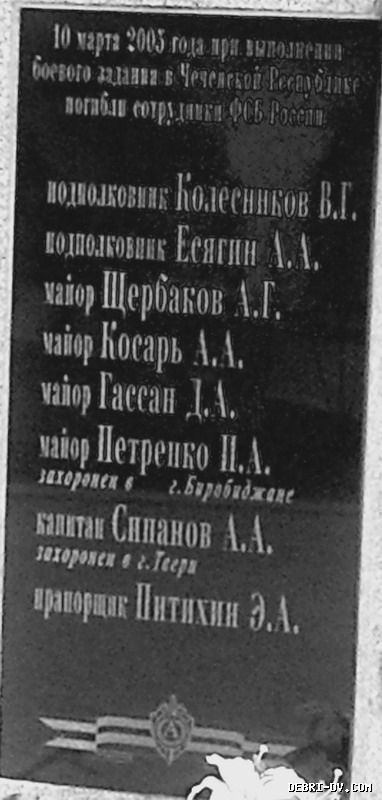 10 марта 2005 года при выполнении
боевого задания в Чеченской Республике
погибли сотрудники ФСБ России
подполковник Колесников В.Г.
подполковник Есягин А.А.
майор Щербаков А.Г.
майор Косарь А.А.
майор Гассан Д.А.
майор Петренко П.А.
захоронен в г.Биробиджане
капитан Сипанов А.А.
захоронен в г.Твери
прапорщик Питихин Э.А.
DEBRI-DV.COM